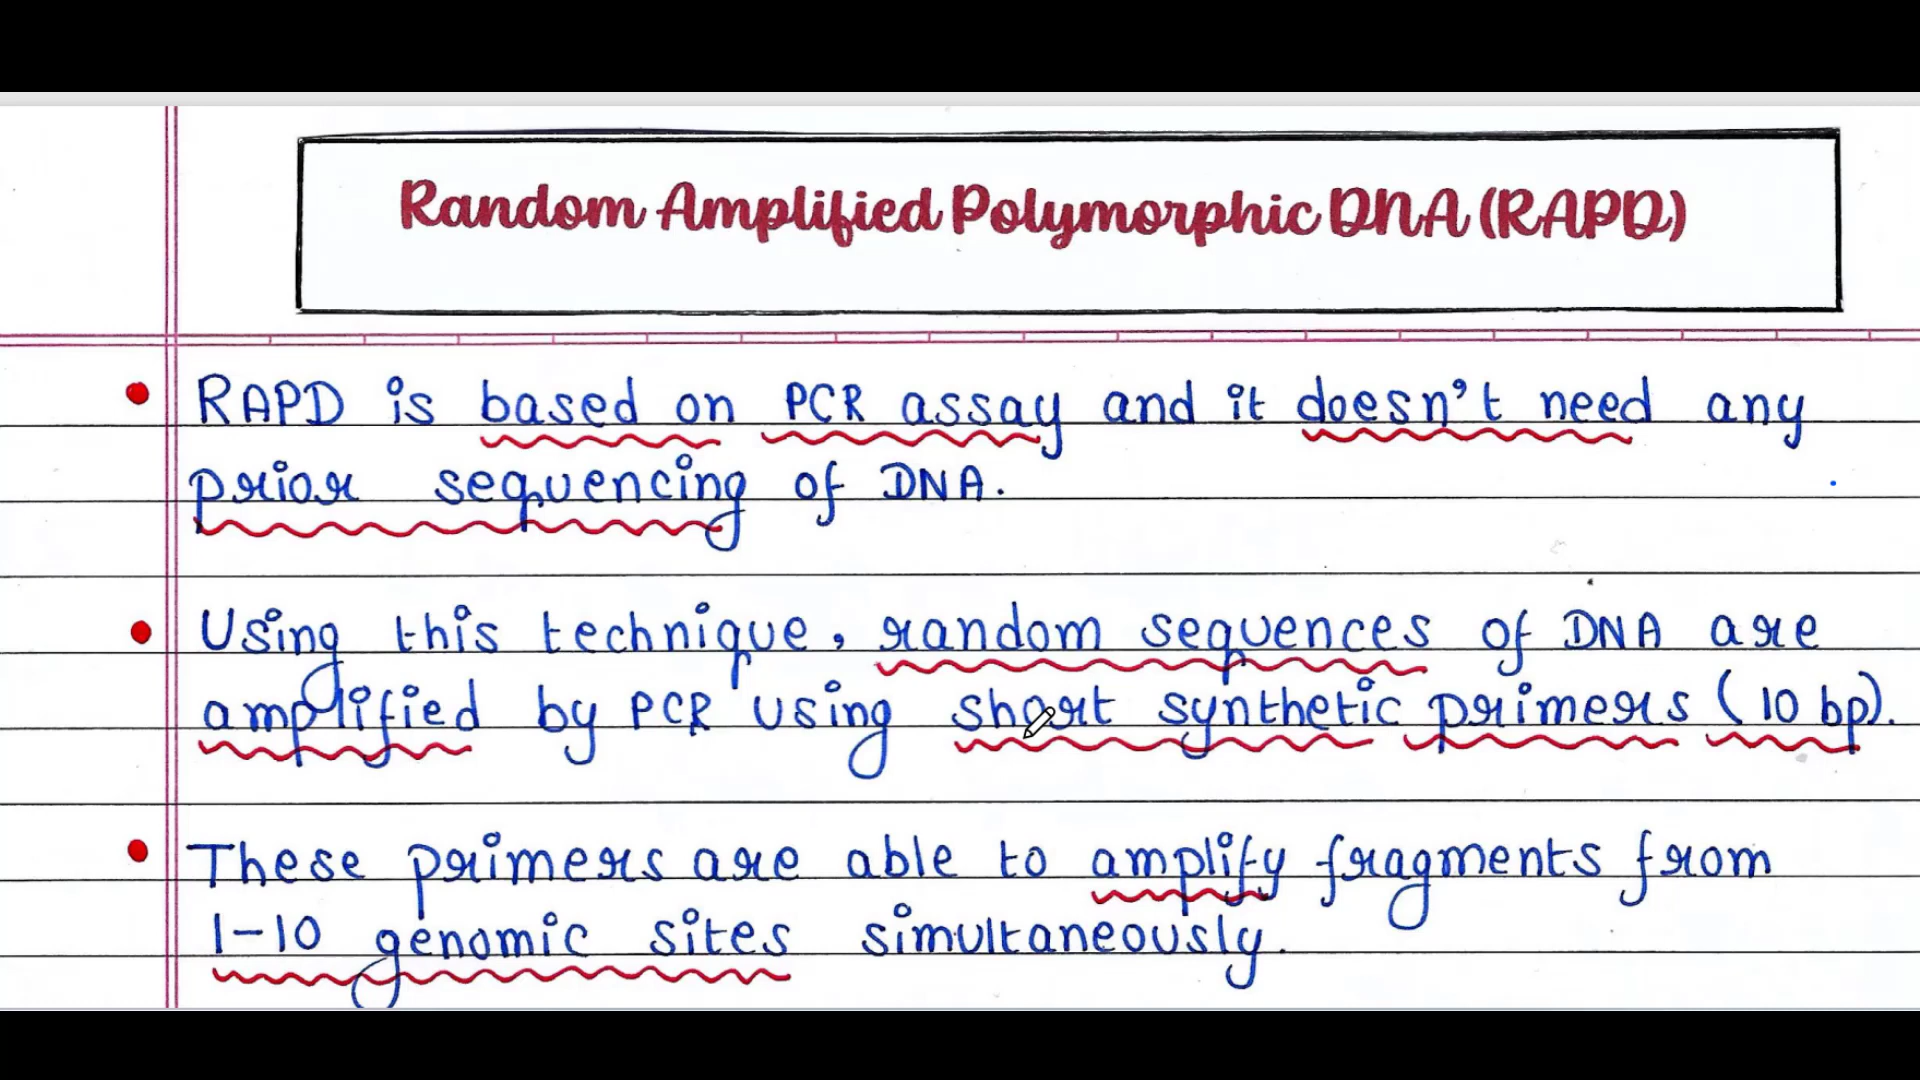 Random Amplified Polymorphic DNA (RAPD)
RAPD is based on PCR assay and it doesn't need any
prior sequencing of DNA.
Using this technique, random sequences of DNA are
amplified by PCR using short synthetic primers (10 bp).
These primers are able to amplify fragments from
1-10 genomic sites simultaneously.